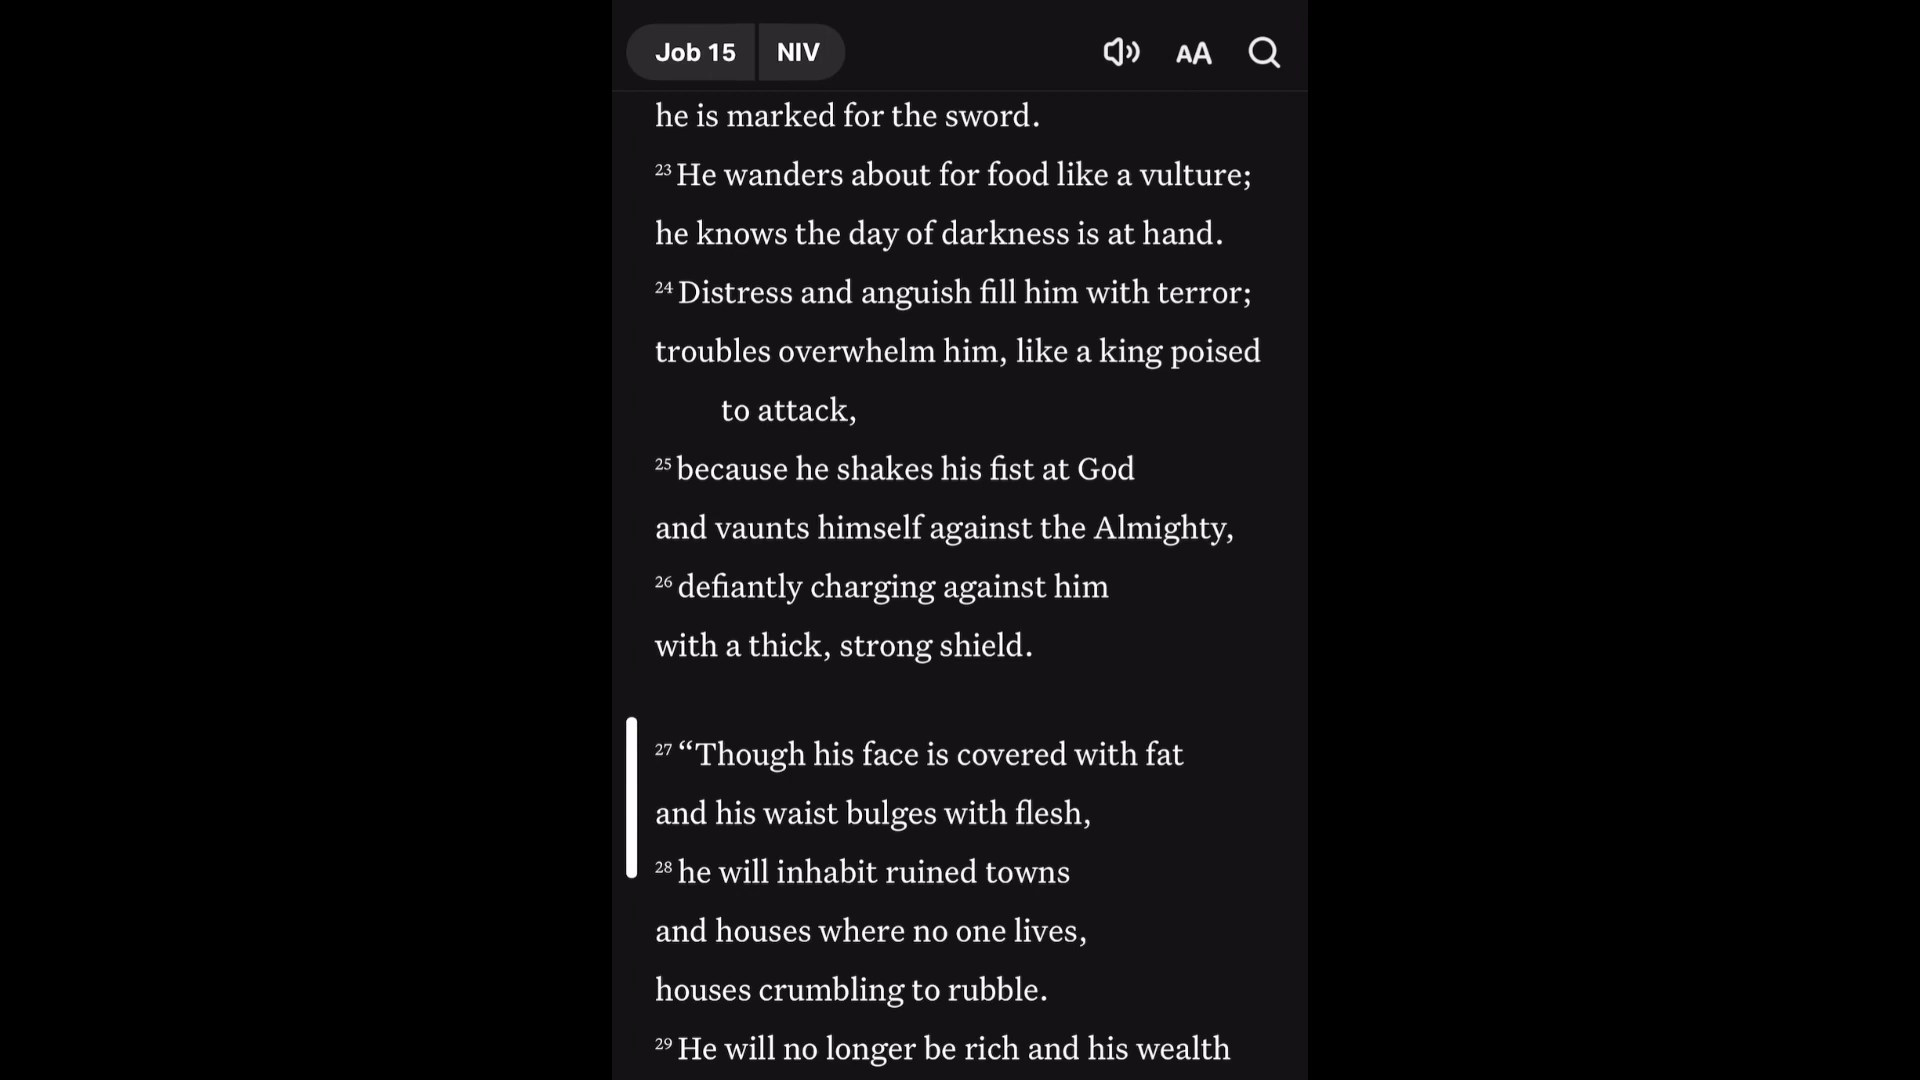 Job 15 NIV AA
he is marked for the sword.
23 He wanders about for food like a vulture;
he knows the day of darkness is at hand.
24 Distress and anguish fill him with terror;
troubles overwhelm him, like a king poised
to attack,
25 because he shakes his fist at God
and vaunts himself against the Almighty,
26 defiantly charging against him
with a thick, strong shield.
27 “Though his face is covered with fat
and his waist bulges with flesh,
28 he will inhabit ruined towns
and houses where no one lives,
houses crumbling to rubble.
29 He will no longer be rich and his wealth